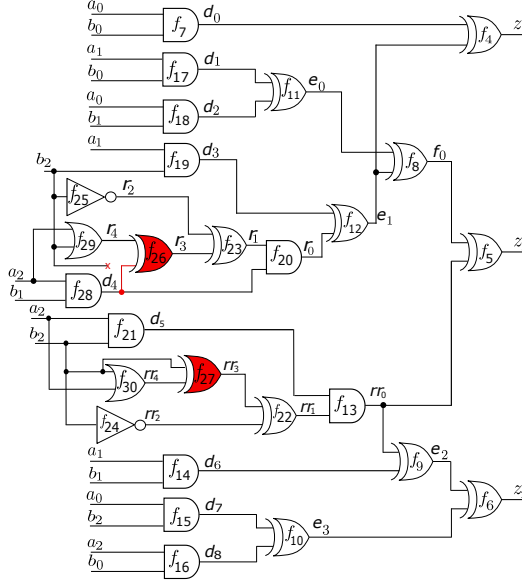 a0 d0
b0 f7 f4 z
a1 d1
b0 f17 e0
a0 d2 f11
b1 f18
a1 d3 f0
b2 f19 f8
f25 r2
f29 r4 f26 r3 f23 r1 f12 e1 f5 z
a2 d4 f20 r0
b1 f28
a2 d5
b2 f21
f30 rr4 f27 rr3
f24 rr2 f22 rr1 f13 rr0
a1 d6 f9 e2
b1 f14
a0 d7 f6 z
b2 f15 f10 e3
a2 d8
b0 f16